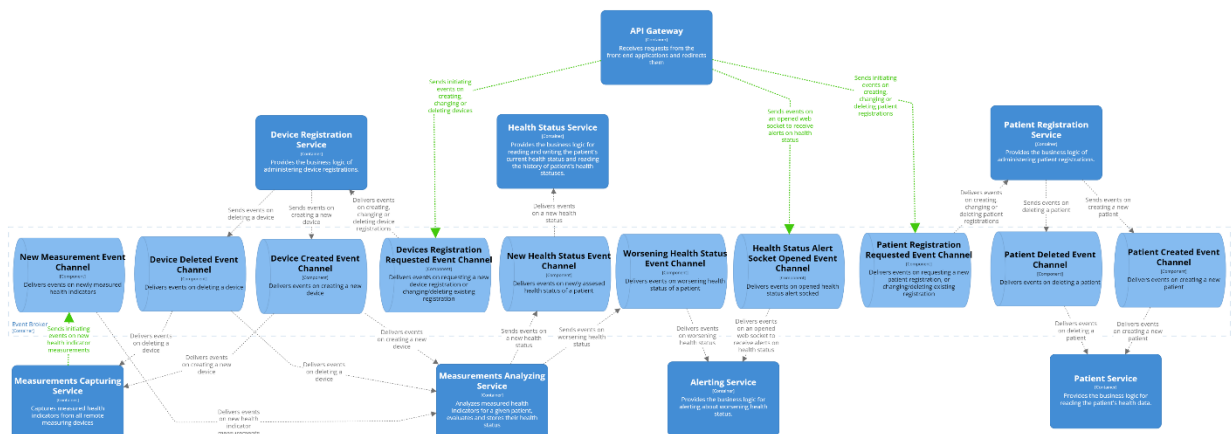 API Gateway
[Container]
Receives requests from the
front-end applications and redirects
them
Sends initiating
events on
creating,
changing or
deleting devices
Sends events on
an opened web
socket to receive
alerts on health
status
Sends initiating
events an
creating,
changing or
deleting patient
registrations
Device Registration
Service
[Container]
Provides the business logic of
administering device registrations.
Health Status Service
[Container]
Provides the business logic for
reading and writing the patient's
current health status and reading
the history of patient's health
statuses.
Patient Registration
Service
[Container]
Provides the business logic of
administering patient registrations.
Sends events on
deleting a device
Sends events on
creating a new
device
Delivers events
on creating,
changing or
deleting device
registrations
Delivers events
on a new health
status
Delivers events
on creating
changing or
deleting patient
registrations
Sends events on
deleting a patient
Sends events on
creating a new
patient
New Measurement Event
Channel
[Component]
Delivers events on newly measured
health indicators
Device Deleted Event
Channel
[Component]
Delivers events on deleting a device
Device Created Event
Channel
[Component]
Delivers events on creating a new
device
Devices Registration
Requested Event Channel
[Component]
Delivers events on requesting a new
device registration or
changing/deleting existing
registration
New Health Status Event
Channel
[Component]
Delivers events on newly assessed
health status of a patient
Worsening Health Status
Event Channel
[Component]
Delivers events on worsening health
status of a patient
Health Status Alert
Socket Opened Event
Channel
[Component]
Delivers events on opened health
status alert socked
Patient Registration
Requested Event Channel
[Component]
Delivers events on requesting a new
patient registration, or
changing/deleting existing
registration
Patient Deleted Event
Channel
[Component]
Delivers events on deleting a patient
Patient Created Event
Channel
[Component]
Delivers events on creating a new
patient
Event Broker
[Container]
Sends initiating
events on new
health indicator
measurements
Delivers events
on deleting a
device
Delivers events
on creating a new
device
Delivers events
on deleting a
device
Delivers events
on creating a new
device
Sends events on
a new health
status
Sends events on
worsening health
status
Delivers events
on worsening
health status
Delivers events
on an opened
web socket to
receive alerts on
health status
Delivers events
on deleting a
patient
Delivers events
on creating a new
patient
Measurements Capturing
Service
[Container]
Captures measured health
indicators from all remote
measuring devices
Delivers events
on new health
indicator
Measurements Analyzing
Service
[Container]
Analyzes measured health
indicators for a given patient,
evaluates and stores their health
status
Alerting Service
[Container]
Provides the business logic for
alerting about worsening health
status.
Patient Service
[Container]
Provides the business logic for
reading the patient's health data.